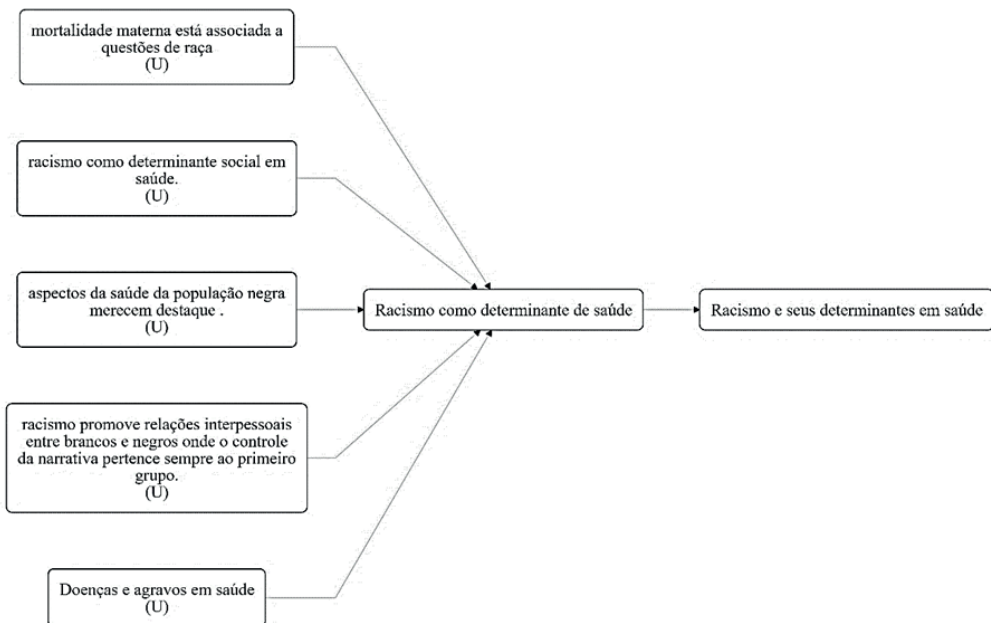 mortalidade materna está associada a
questões de raça
(U)
racismo como determinante social em
saúde.
(U)
aspectos da saúde da população negra
merecem destaque .
(U)
Racismo como determinante de saúde
Racismo e seus determinantes em saúde
racismo promove relações interpessoais
entre brancos e negros onde o controle
da narrativa pertence sempre ao primeiro
grupo.
(U)
Doenças e agravos em saúde
(U)